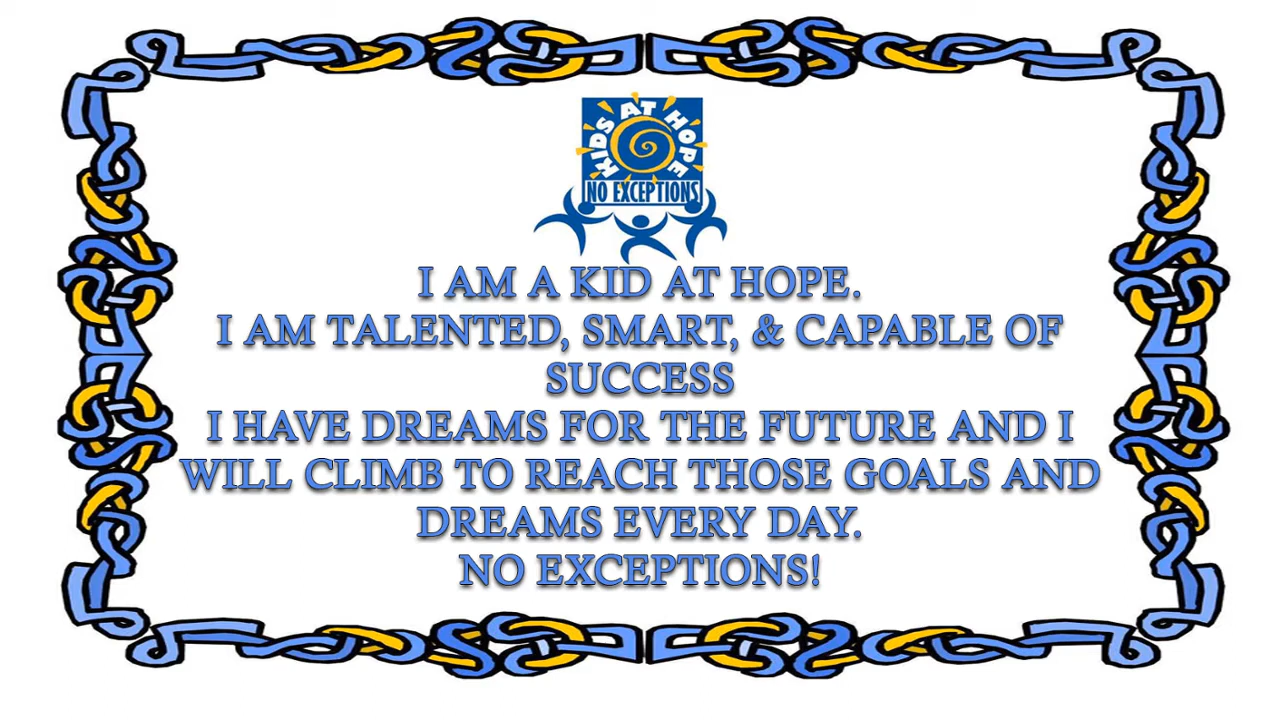 KIDS AT HOPE
NO EXCEPTIONS
I AM A KID AT HOPE.
I AM TALENTED, SMART, & CAPABLE OF
SUCCESS
I HAVE DREAMS FOR THE FUTURE AND I
WILL CLIMB TO REACH THOSE GOALS AND
DREAMS EVERY DAY.
NO EXCEPTIONS!